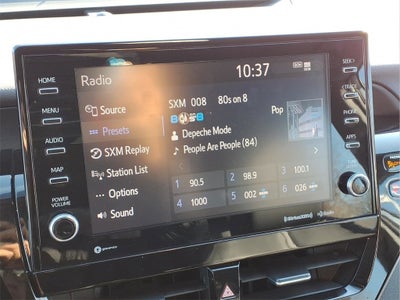 Radio
10:37
HOME
MENU
AUDIO
MAP
POWER
VOLUME
Source
Presets
SXM Replay
Station List
Options
Sound
SXM 008 80s on 8
Pop
Depeche Mode
People Are People (84)
1 90.5
2 98.9
3 100.1
4 1000
5 002
6 026
SEEK
TRACK
PHONE
APPS